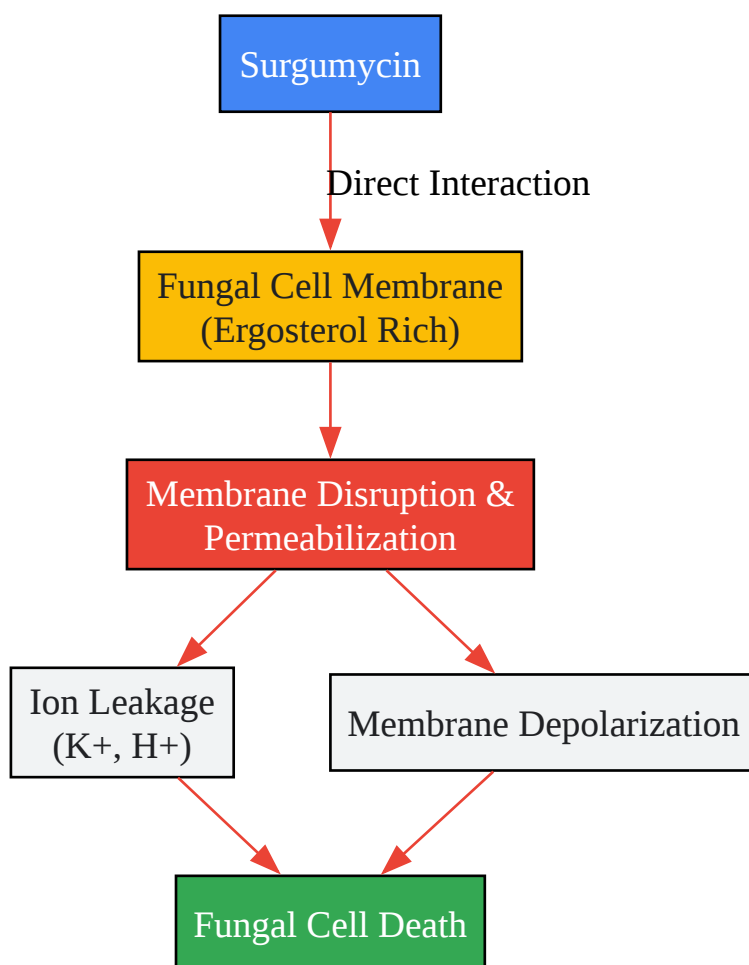 Surgumycin
Direct Interaction
Fungal Cell Membrane
(Ergosterol Rich)
Membrane Disruption &
Permeabilization
Ion Leakage
(K+, H+)
Membrane Depolarization
Fungal Cell Death